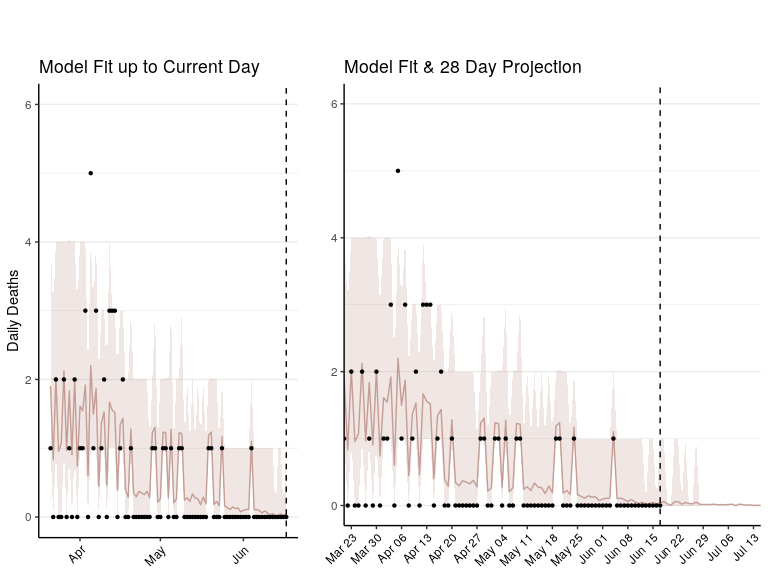 Model Fit up to Current Day
Model Fit & 28 Day Projection
Daily Deaths
6
4
2
0
Apr
May
Jun
6
4
2
0
Mar 23
Mar 30
Apr 06
Apr 13
Apr 20
Apr 27
May 04
May 11
May 18
May 25
Jun 01
Jun 08
Jun 15
Jun 22
Jun 29
Jul 06
Jul 13